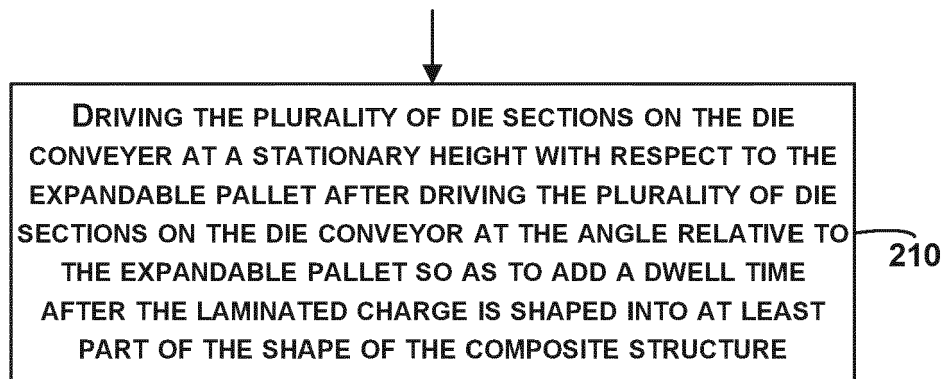 DRIVING THE PLURALITY OF DIE SECTIONS ON THE DIE
CONVEYER AT A STATIONARY HEIGHT WITH RESPECT TO THE
EXPANDABLE PALLET AFTER DRIVING THE PLURALITY OF DIE
SECTIONS ON THE DIE CONVEYOR AT THE ANGLE RELATIVE TO
THE EXPANDABLE PALLET SO AS TO ADD A DWELL TIME
AFTER THE LAMINATED CHARGE IS SHAPED INTO AT LEAST
PART OF THE SHAPE OF THE COMPOSITE STRUCTURE
210